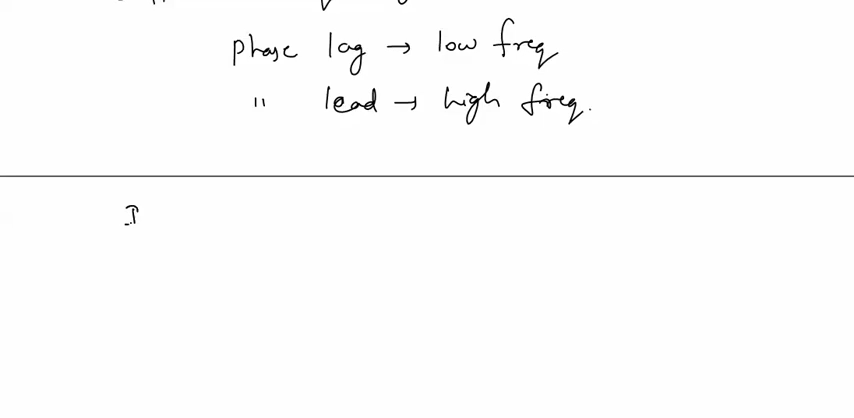 phase lag → low freq
" lead → high freq.
I